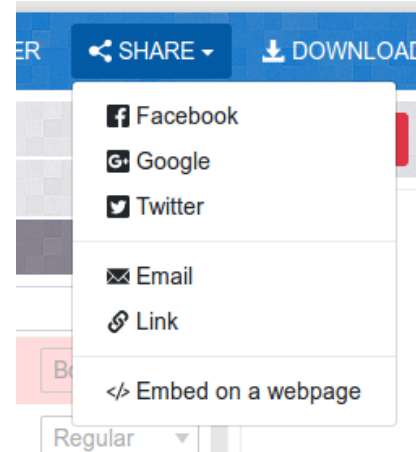 ER SHARE DOWNLOAD
Facebook
Google
Twitter
Email
Link
Embed on a webpage
Regular